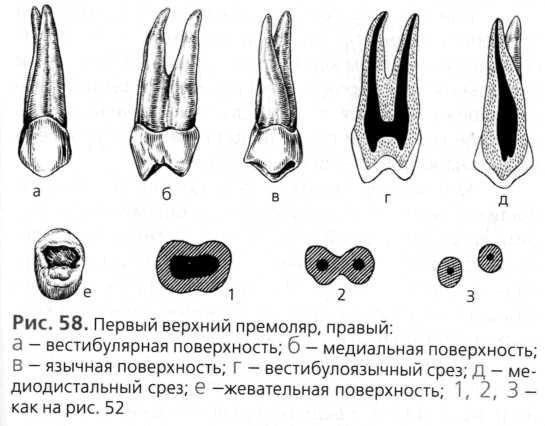 а
б
в
г
д
е
1
2
3
Рис. 58. Первый верхний премоляр, правый:
а — вестибулярная поверхность; б — медиальная поверхность;
в — язычная поверхность; г — вестибулоязычный срез; д — ме-
диодистальный срез; е —жевательная поверхность; 1, 2, 3 —
как на рис. 52